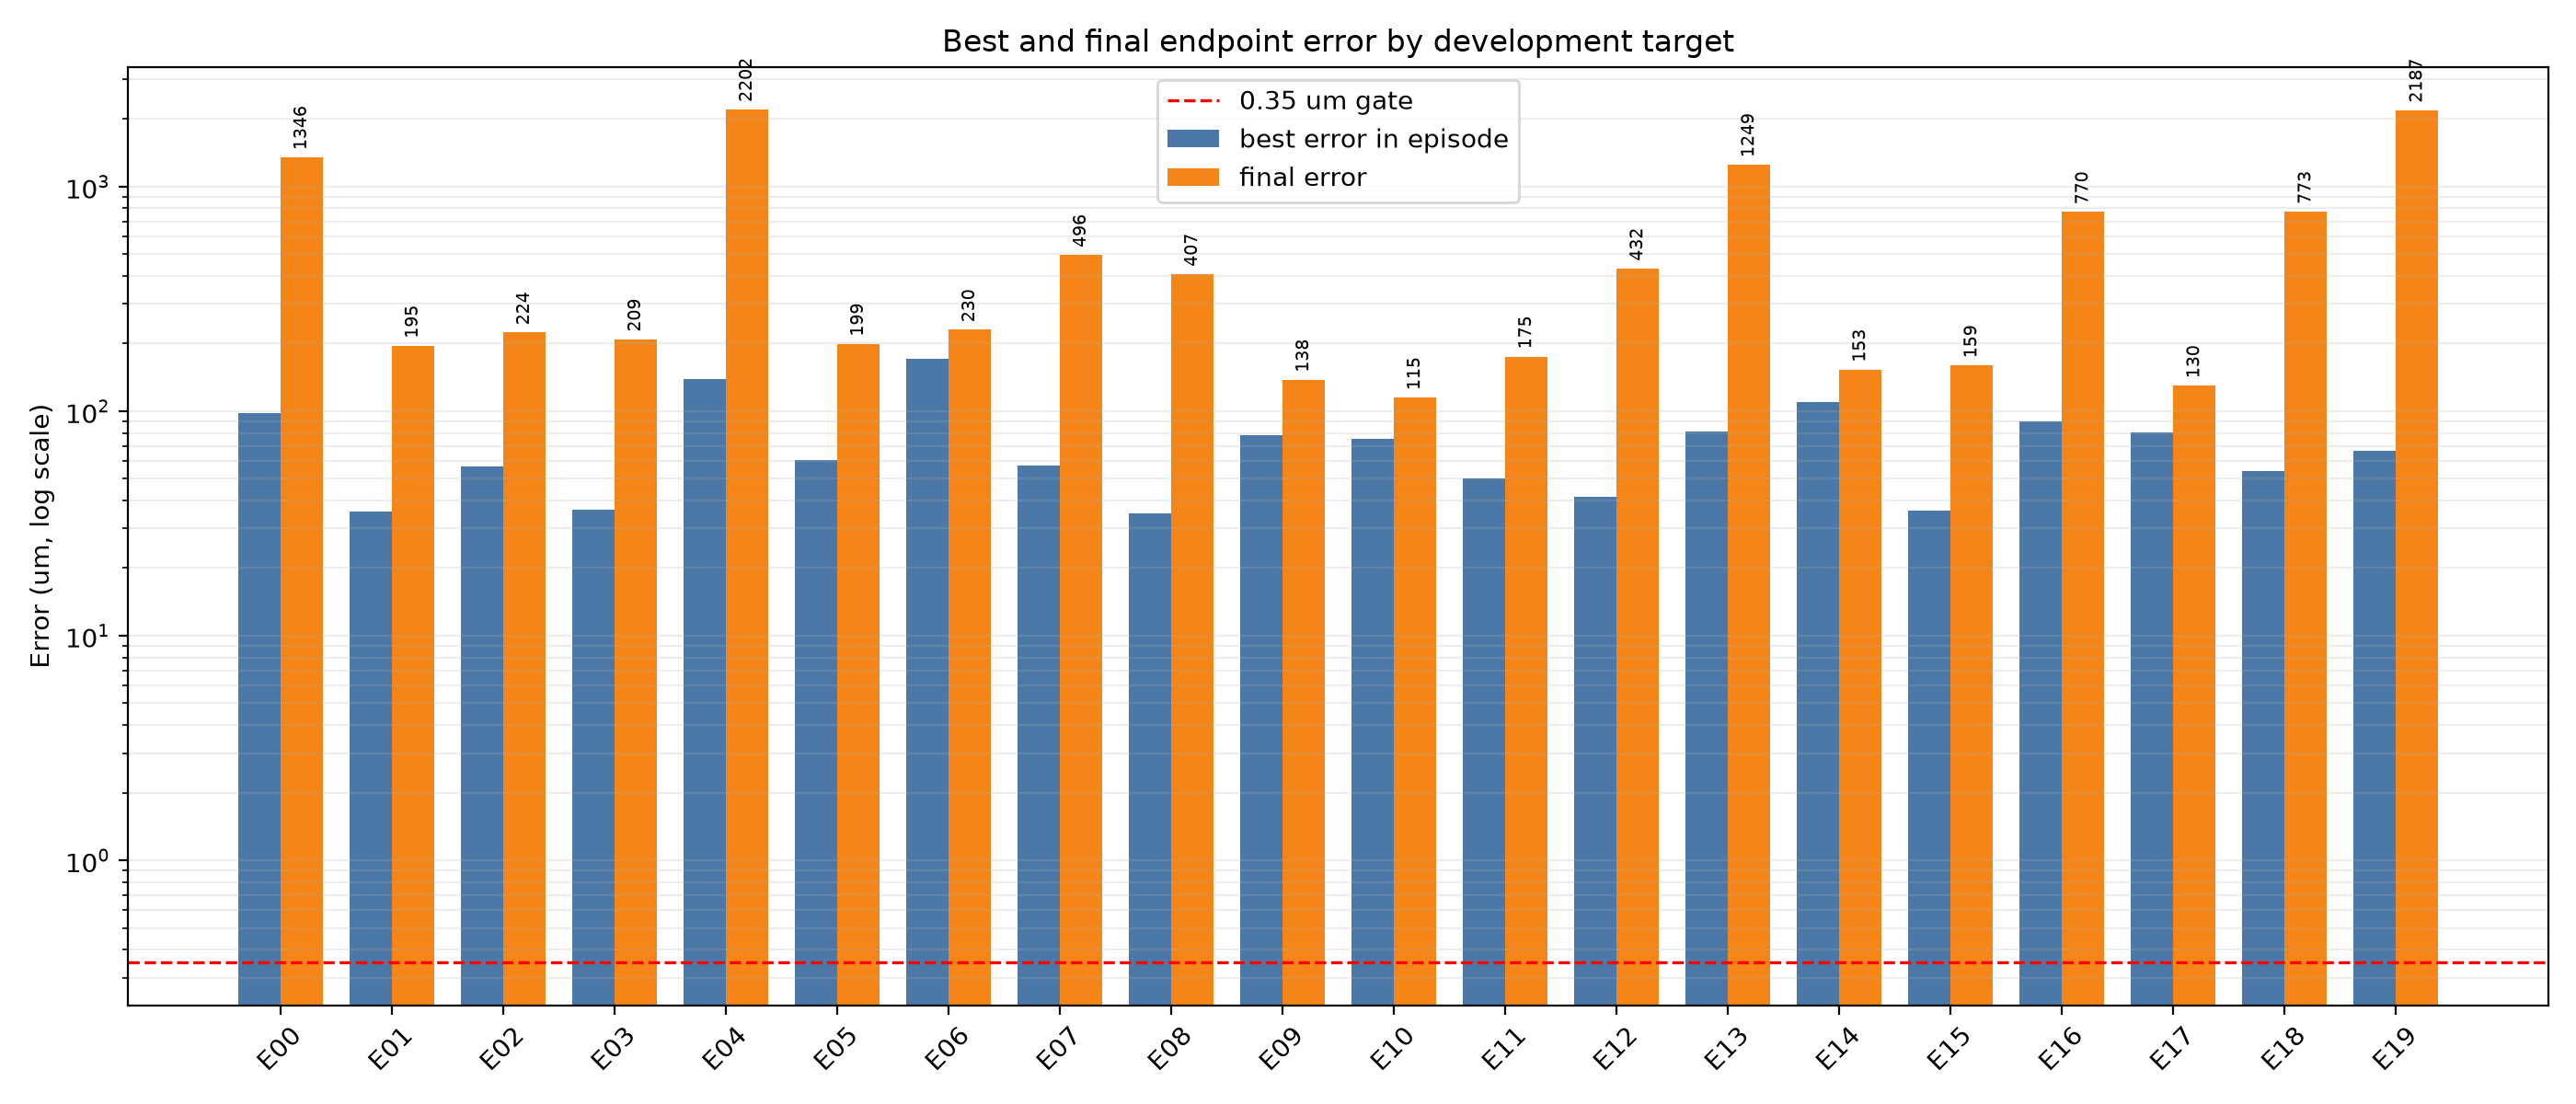 Best and final endpoint error by development target
0.35 um gate
best error in episode
final error
Error (um, log scale)
10³
10²
10¹
10⁰
1346
195
224
209
2202
199
230
496
407
138
115
175
432
1249
153
159
770
130
773
2187
E00
E01
E02
E03
E04
E05
E06
E07
E08
E09
E10
E11
E12
E13
E14
E15
E16
E17
E18
E19